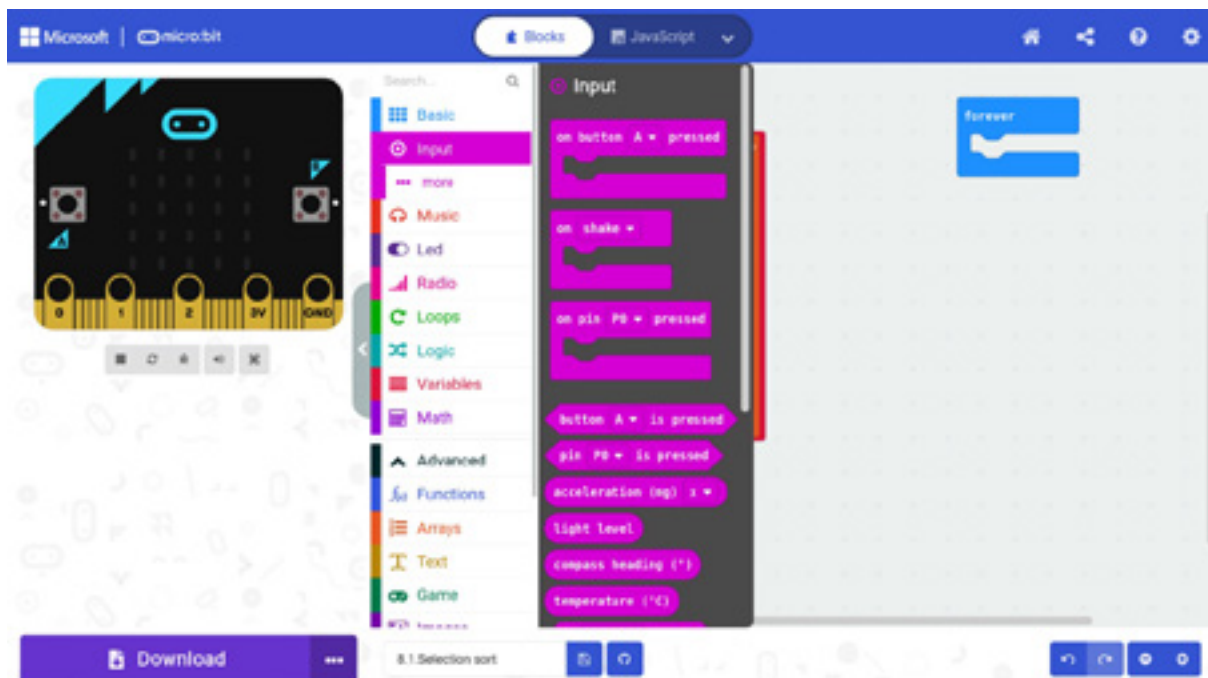 Microsoft | micro:bit
Blocks
JavaScript
Search...
Basic
Input
more
Music
Led
Radio
Loops
Logic
Variables
Math
Advanced
Functions
Arrays
Text
Game
Input
on button A pressed
on shake
on pin P0 pressed
button A is pressed
pin P0 is pressed
acceleration (mg) x
light level
compass heading (°)
temperature (°C)
forever
B
A
0 1 2 3V GND
Download
8.1.Selection sort